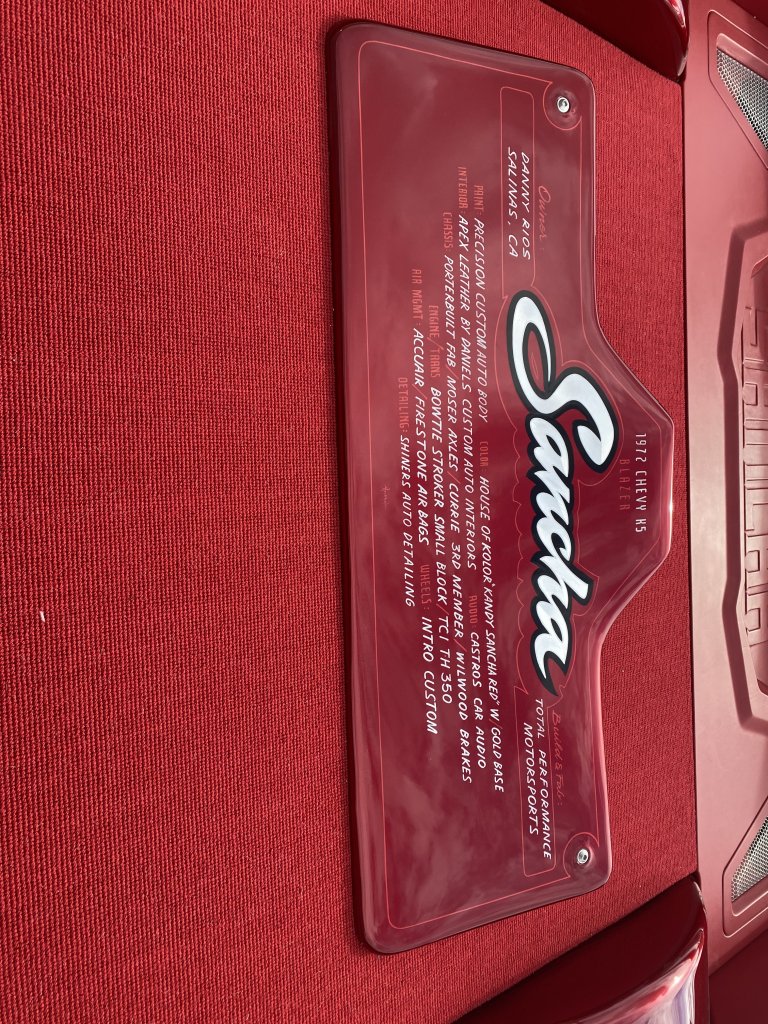 1972 CHEVY K5
BLAZER
Owner
DANNY RIOS
SALINAS, CA
Sancha
Build & Fab:
TOTAL PERFORMANCE
MOTORSPORTS
PAINT: PRECISION CUSTOM AUTO BODY COLOR: HOUSE OF KOLOR "KANDY SANCHA RED" W/ GOLD BASE
INTERIOR: APEX LEATHER BY DANIELS CUSTOM AUTO INTERIORS AUDIO: CASTROS CAR AUDIO
CHASSIS: PORTERBUILT FAB/MOSER AXLES/CURRIE 3RD MEMBER/WILWOOD BRAKES
ENGINE/TRANS: BOWTIE STROKER SMALL BLOCK/TCI TH 350
AIR MGMT: ACCUAIR/FIRESTONE AIR BAGS WHEELS: INTRO CUSTOM
DETAILING: SHINERS AUTO DETAILING